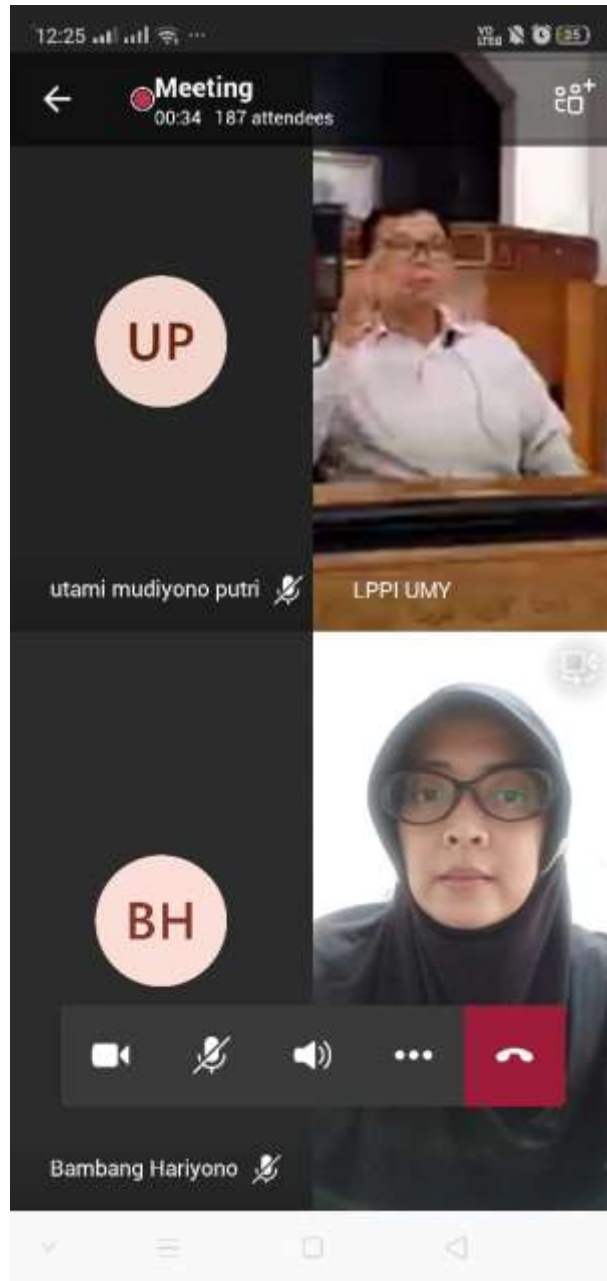 12:25
35
Meeting
00:34 187 attendees
UP
utami mudiyono putri
LPPI UMY
BH
Bambang Hariyono